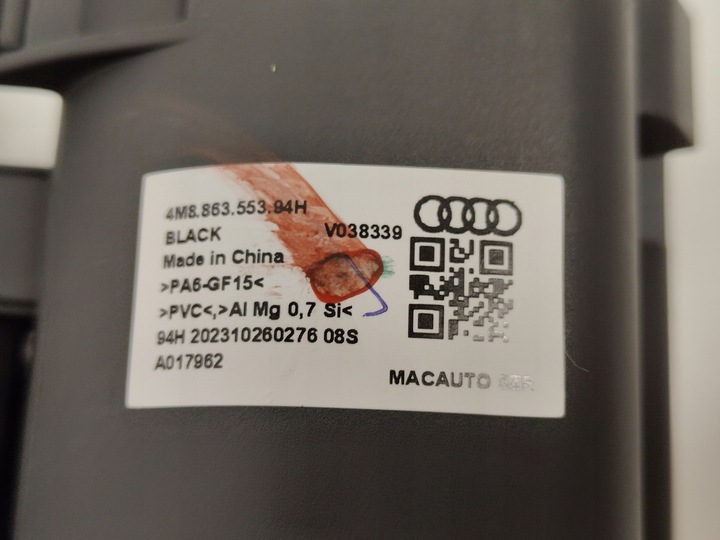 4M8.863.553.94H
BLACK V038339
Made in China
>PA6-GF15<
>PVC<,>Al Mg 0,7 Si<
94H 202310260276 08S
A017962
MACAUTO